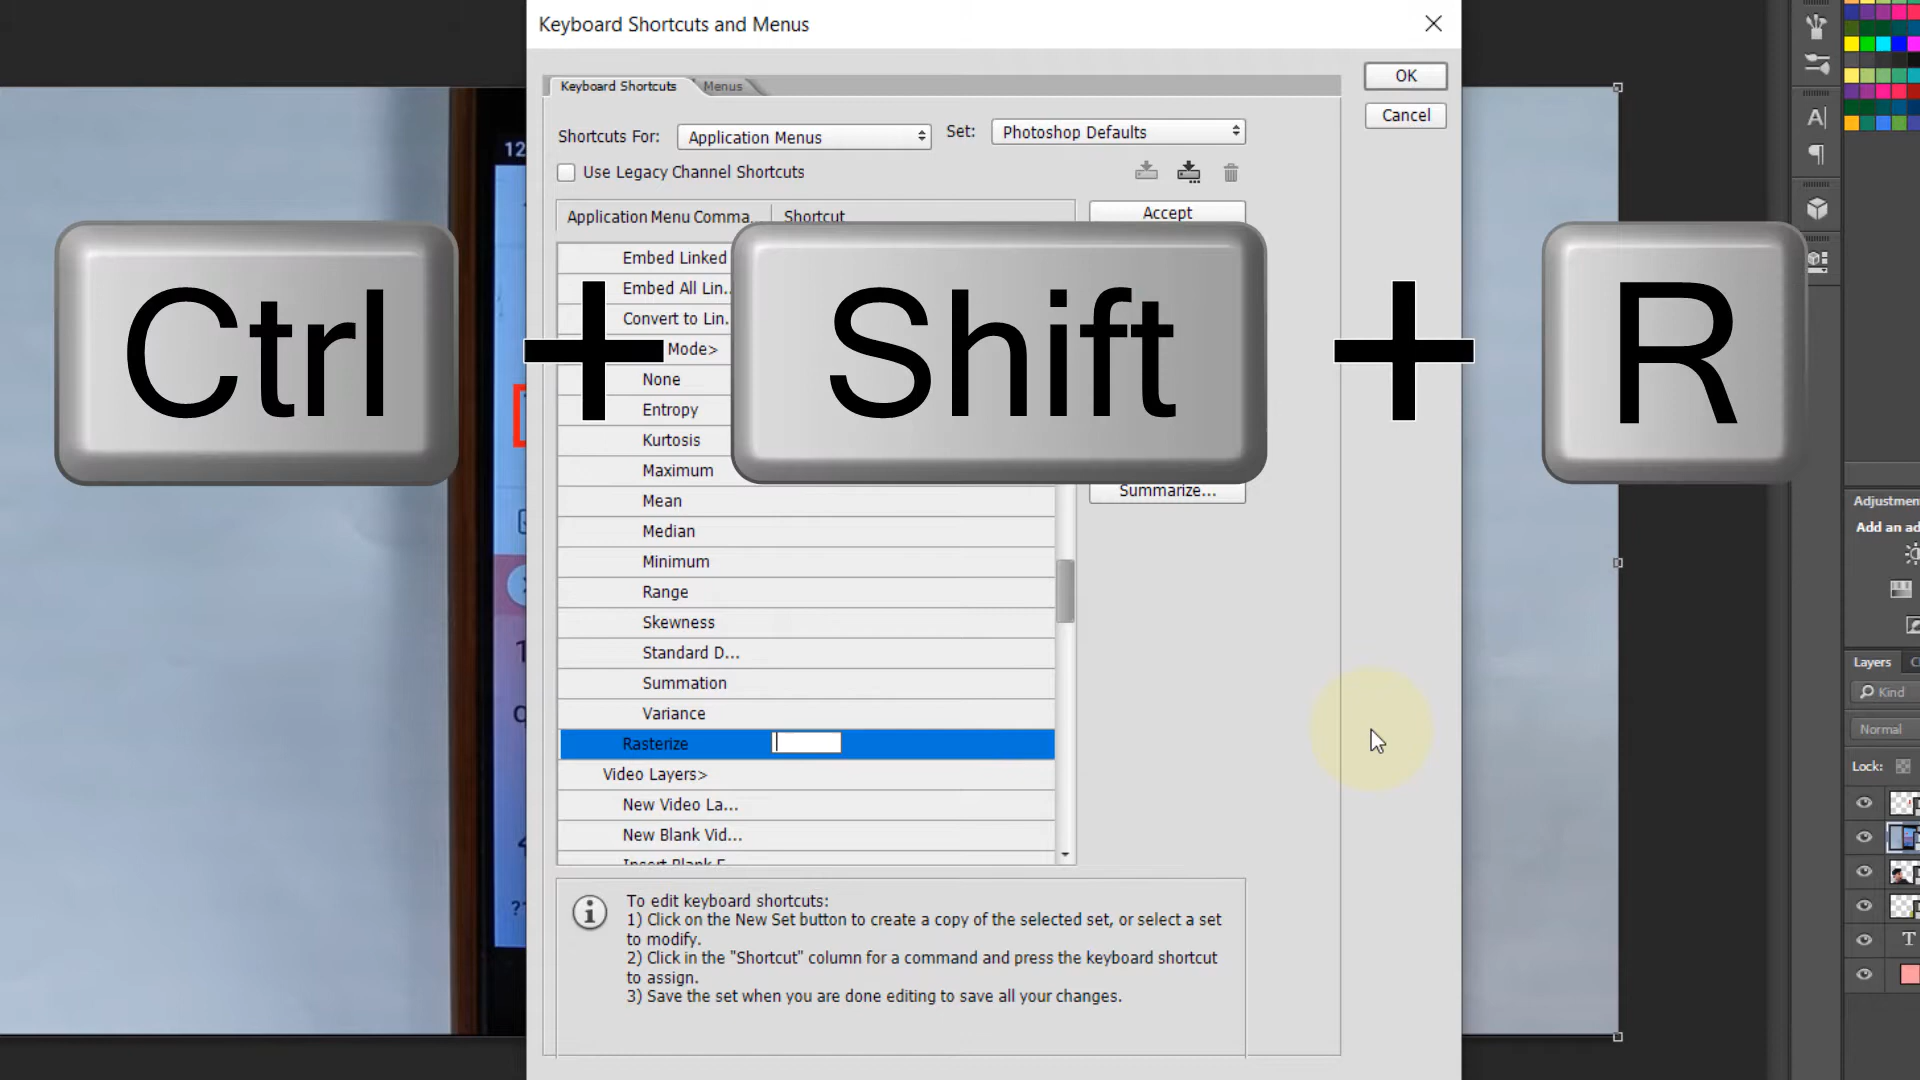 Keyboard Shortcuts and Menus
Keyboard Shortcuts
Menus
OK
Cancel
Shortcuts For:
Application Menus
Set:
Photoshop Defaults
Use Legacy Channel Shortcuts
Application Menu Comma...
Shortcut
Accept
Ctrl + Shift + R
Embed Linked
Embed All Lin..
Convert to Lin.
Mode>
None
Entropy
Kurtosis
Maximum
Mean
Median
Minimum
Range
Skewness
Standard D...
Summation
Variance
Rasterize
Video Layers>
New Video La...
New Blank Vid...
Insert Blank F
Summarize...
To edit keyboard shortcuts:
1) Click on the New Set button to create a copy of the selected set, or select a set
to modify.
2) Click in the "Shortcut" column for a command and press the keyboard shortcut
to assign.
3) Save the set when you are done editing to save all your changes.
12
Adjustmen
Add an ad
Layers
Kind
Normal
Lock: